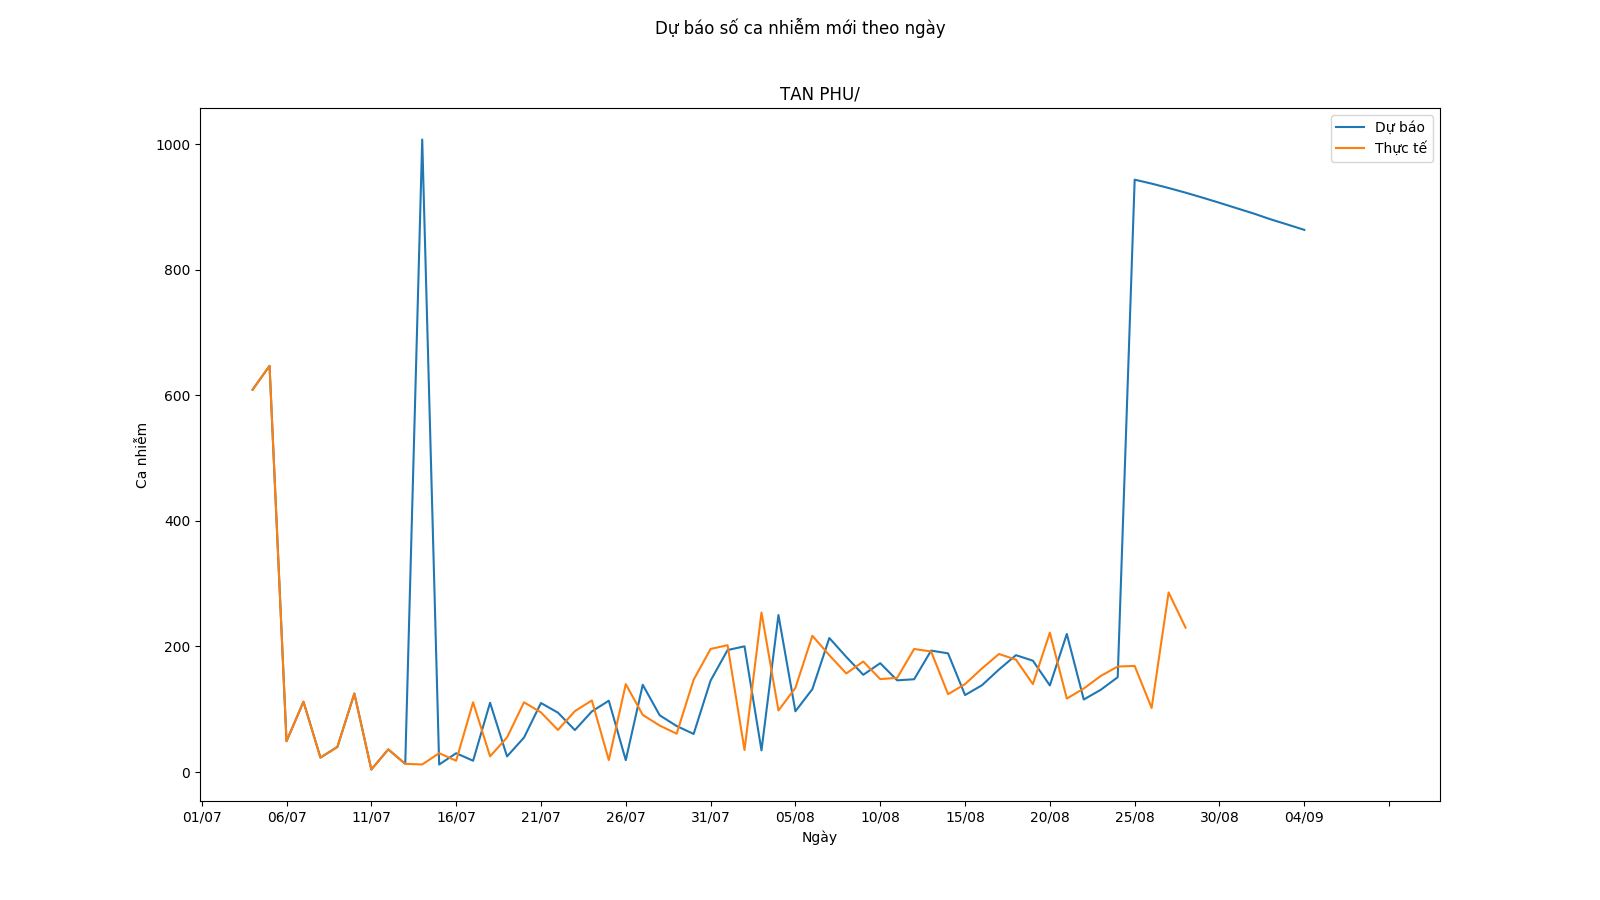 Dự báo số ca nhiễm mới theo ngày
TAN PHU/
Dự báo
Thực tế
1000
800
600
400
200
0
Ca nhiễm
01/07 06/07 11/07 16/07 21/07 26/07 31/07 05/08 10/08 15/08 20/08 25/08 30/08 04/09
Ngày